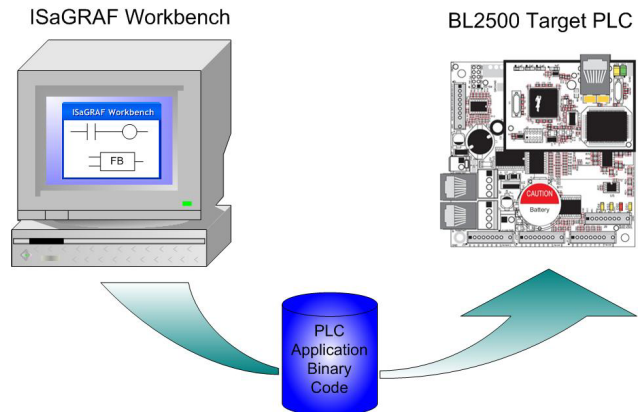 ISaGRAF Workbench
BL2500 Target PLC
ISaGRAF Workbench
FB
CAUTION
Battery
PLC
Application
Binary
Code